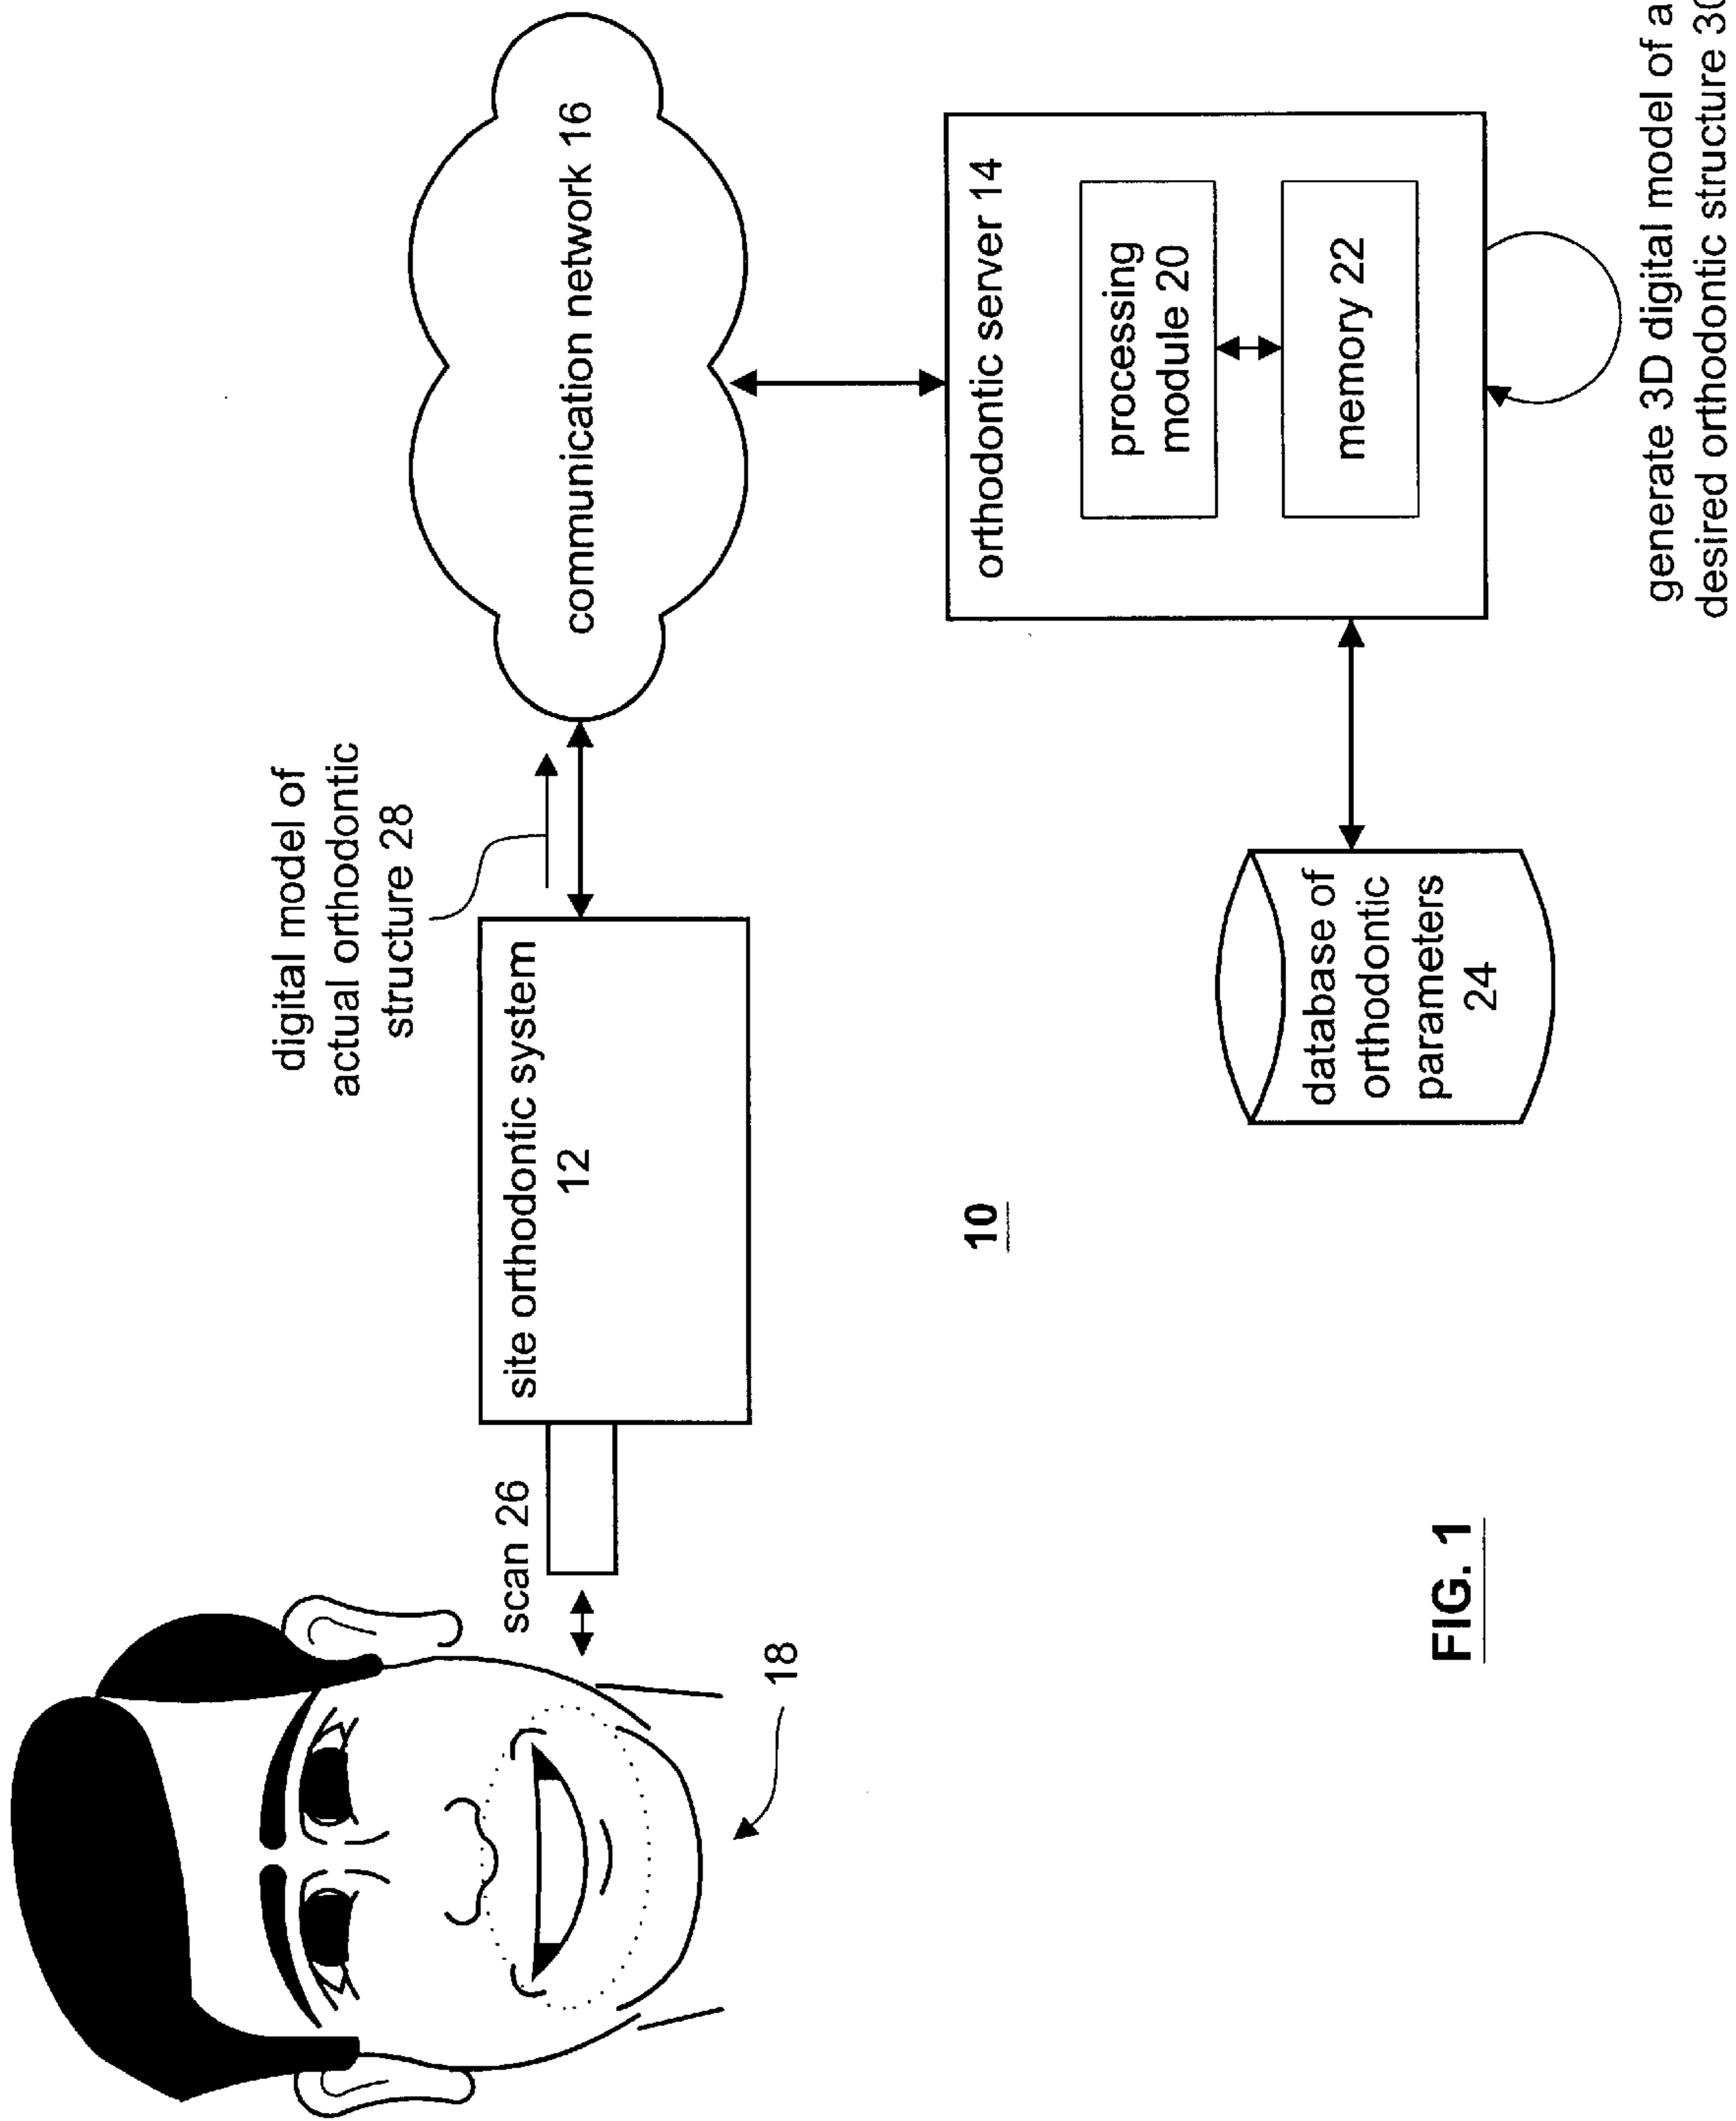 digital model of
actual orthodontic
structure 28
scan 26
site orthodontic system
12
communication network 16
18
10
orthodontic server 14
processing
module 20
memory 22
database of
orthodontic
parameters
24
generate 3D digital model of a
desired orthodontic structure 30
FIG. 1